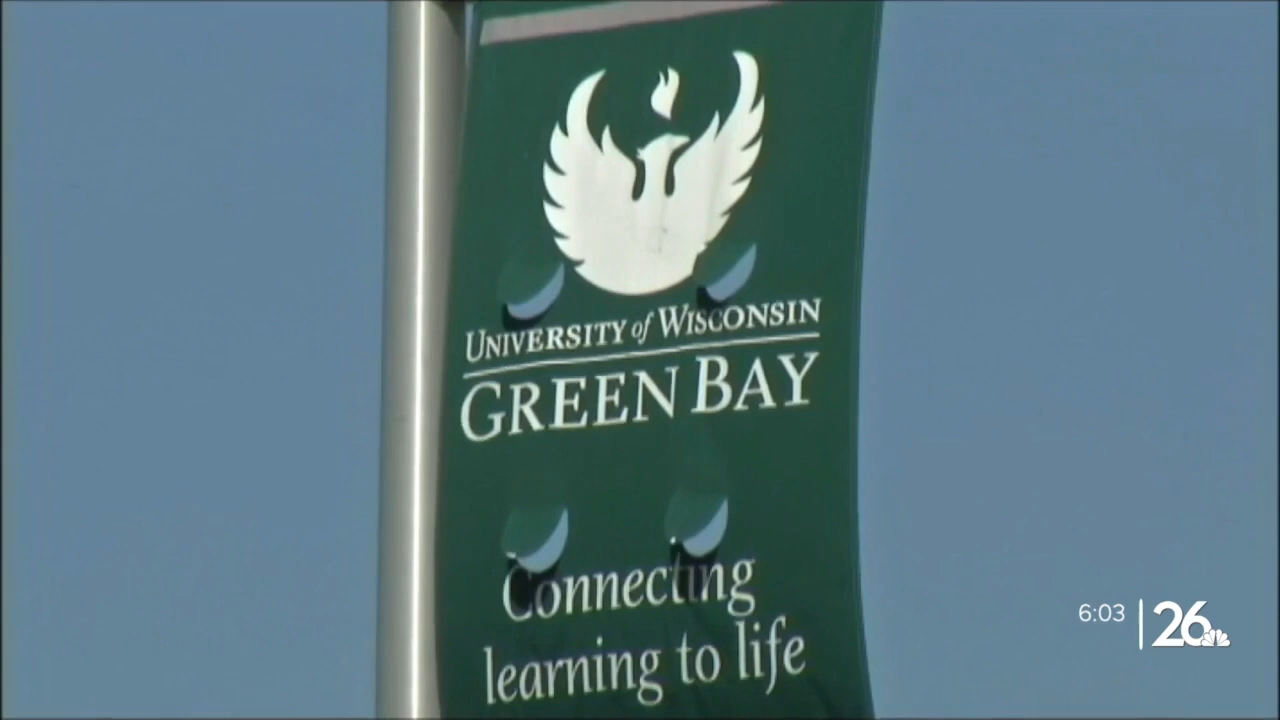 UNIVERSITY of WISCONSIN
GREEN BAY
Connecting
learning to life
6:03
26